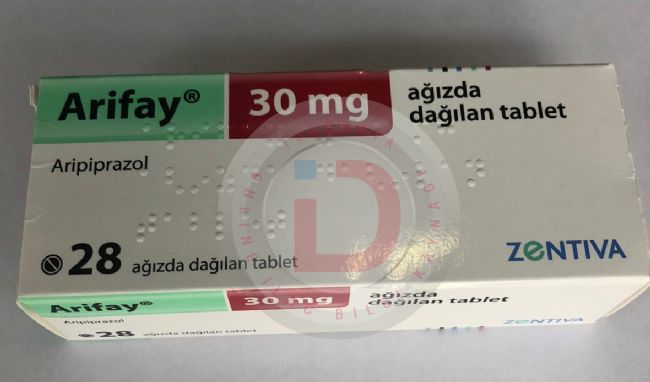 Arifay®
30 mg
ağızda
dağılan tablet
Aripiprazol
28 ağızda dağılan tablet
ZENTIVA
Arifay®
30 mg
ağızda
dağılan tablet
Aripiprazol
28 ağızda dağılan tablet
ZENTIVA